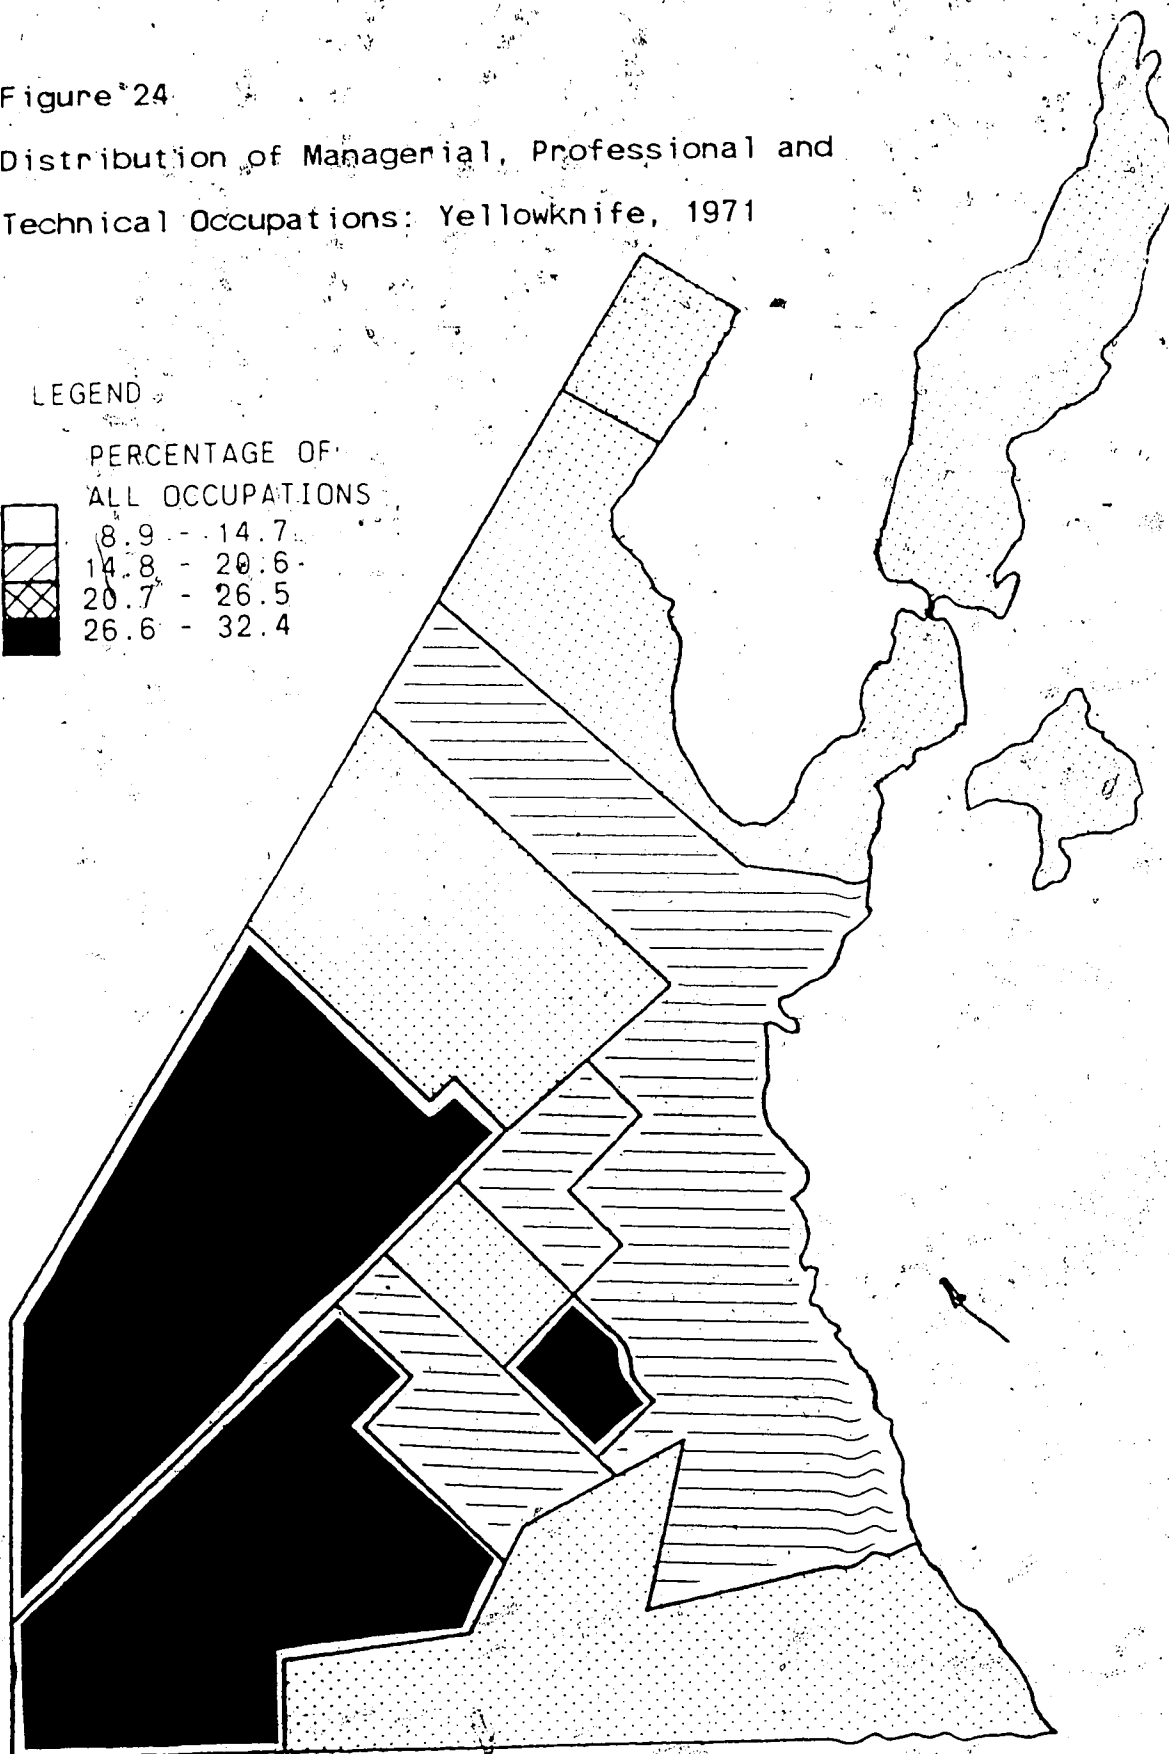 Figure 24
Distribution of Managerial, Professional and
Technical Occupations: Yellowknife, 1971
LEGEND
PERCENTAGE OF
ALL OCCUPATIONS
8.9 - 14.7
14.8 - 20.6
20.7 - 26.5
26.6 - 32.4